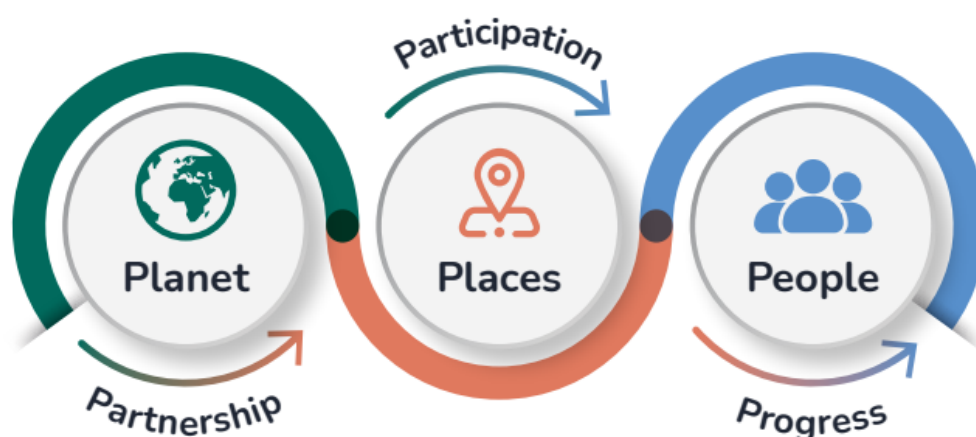 Participation
Planet
Places
People
Partnership
Progress